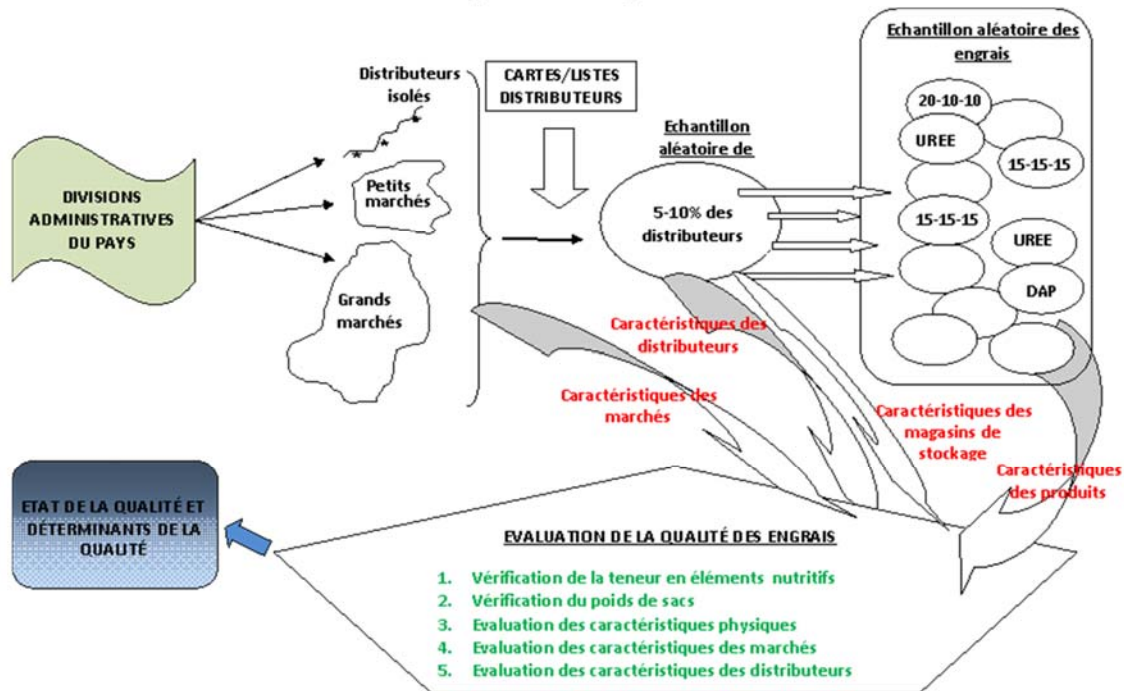 DIVISIONS
ADMINISTRATIVES
DU PAYS
Distributeurs
isolés
Petits
marchés
Grands
marchés
CARTES/LISTES
DISTRIBUTEURS
Echantillon
aléatoire de
5-10% des
distributeurs
Echantillon aléatoire des
engrais
20-10-10
UREE
15-15-15
15-15-15
UREE
DAP
Caractéristiques des
distributeurs
Caractéristiques des
marchés
Caractéristiques des
magasins de
stockage
Caractéristiques
des produits
ETAT DE LA QUALITÉ ET
DÉTERMINANTS DE LA
QUALITÉ
EVALUATION DE LA QUALITÉ DES ENGRAIS
1. Vérification de la teneur en éléments nutritifs
2. Vérification du poids de sacs
3. Evaluation des caractéristiques physiques
4. Evaluation des caractéristiques des marchés
5. Evaluation des caractéristiques des distributeurs